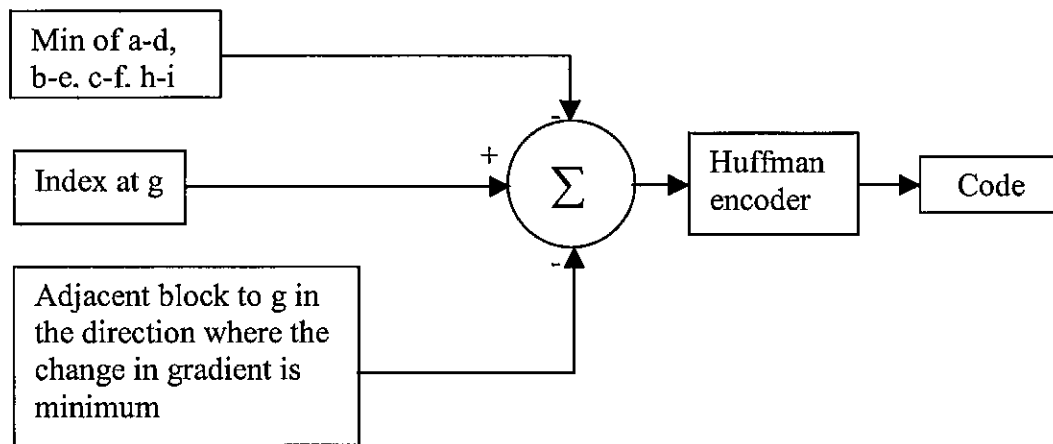 Min of a-d,
b-e, c-f, h-i
-
+
Index at g
Σ
Huffman
encoder
Code
-
Adjacent block to g in
the direction where the
change in gradient is
minimum